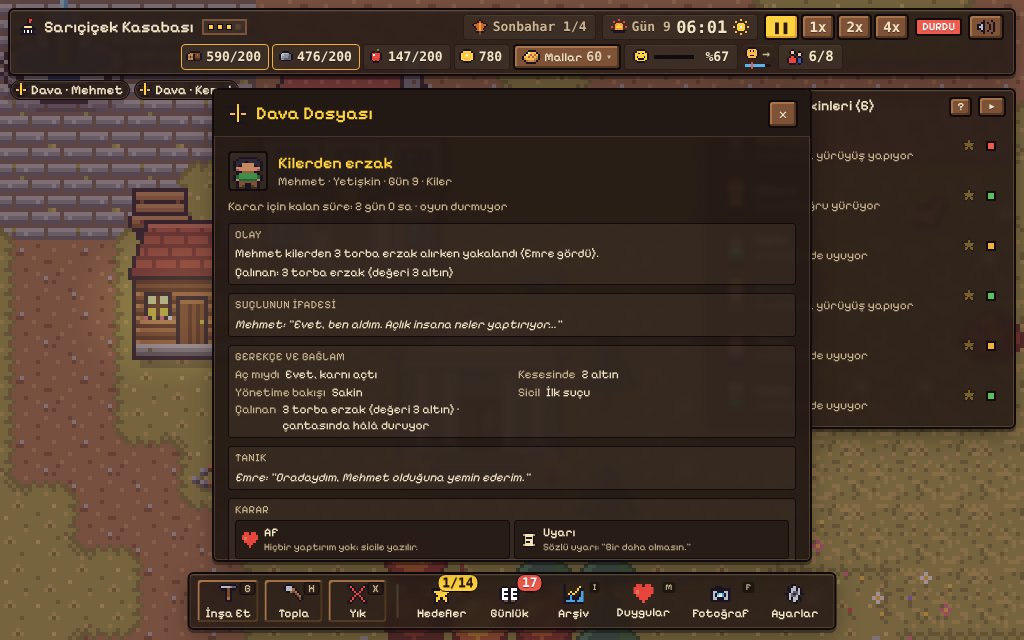 Sarıçiçek Kasabası
Sonbahar 1/4
Gün 9 06:01
1x
2x
4x
DURDU
590/200
476/200
147/200
780
Mallar 60
%67
6/8
Dava · Mehmet
Dava · Ker
Dava Dosyası
×
kinleri (6)
?
Kilerden erzak
Mehmet · Yetişkin · Gün 9 · Kiler
Karar için kalan süre: 2 gün 0 sa · oyun durmuyor
OLAY
Mehmet kilerden 3 torba erzak alırken yakalandı (Emre gördü).
Çalınan: 3 torba erzak (değeri 3 altın)
SUÇLUNUN İFADESİ
Mehmet: "Evet, ben aldım. Açlık insana neler yaptırıyor..."
GEREKÇE VE BAĞLAM
Aç mıydı Evet, karnı açtı
Kesesinde 2 altın
Yönetime bakışı Sakin
Sicil İlk suçu
Çalınan 3 torba erzak (değeri 3 altın) ·
çantasında hâlâ duruyor
TANIK
Emre: "Oradaydım, Mehmet olduğuna yemin ederim."
KARAR
Af
Hiçbir yaptırım yok; sicile yazılır.
Uyarı
Sözlü uyarı: "Bir daha olmasın."
yürüyüş yapıyor
ğru yürüyor
de uyuyor
yürüyüş yapıyor
de uyuyor
de uyuyor
İnşa Et
G
Topla
H
Yık
X
Hedefler
1/14
Günlük
17
Arşiv
I
Duygular
M
Fotoğraf
F
Ayarlar